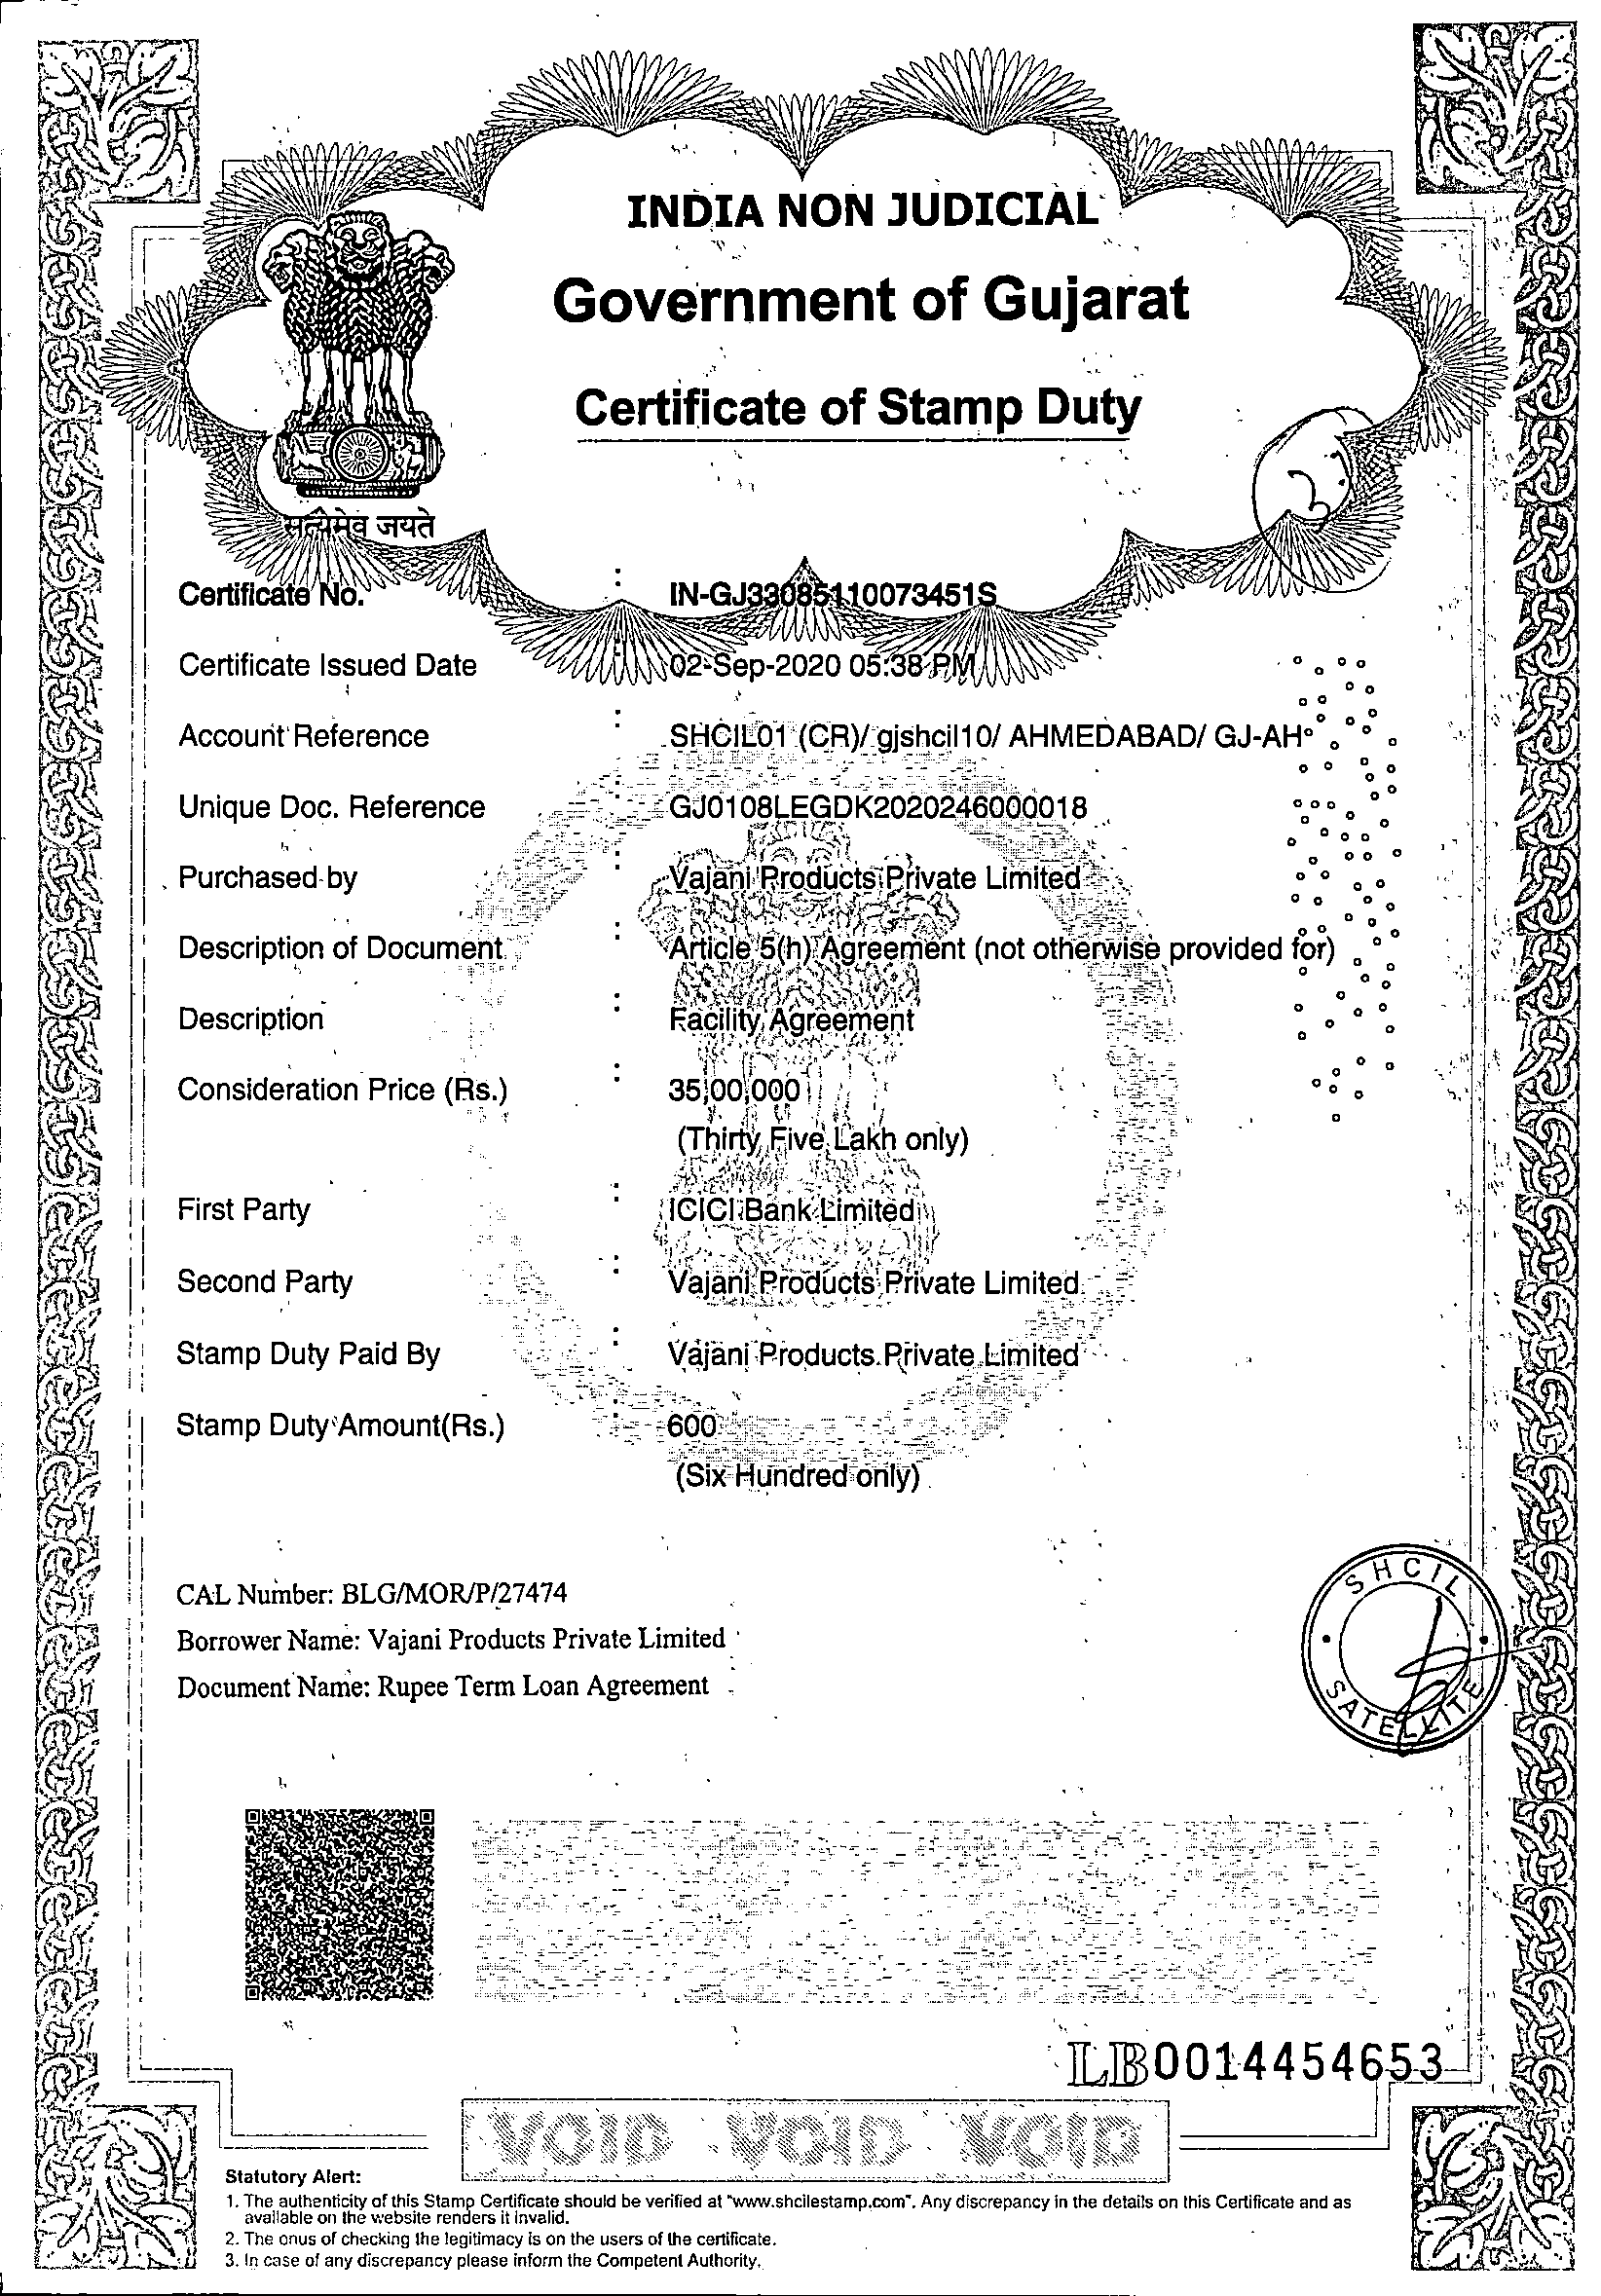 INDIA NON JUDICIAL
Government of Gujarat
Certificate of Stamp Duty
सत्यमेव जयते
Certificate No. : IN-GJ33085110073451S
Certificate Issued Date : 02-Sep-2020 05:38 PM
Account Reference : SHCIL01 (CR)/ gjshcil10/ AHMEDABAD/ GJ-AH
Unique Doc. Reference : GJ0108LEGDK2020246000018
Purchased by : Vajani Products Private Limited
Description of Document : Article 5(h) Agreement (not otherwise provided for)
Description : Facility Agreement
Consideration Price (Rs.) : 35,00,000
(Thirty Five Lakh only)
First Party : ICICI Bank Limited
Second Party : Vajani Products Private Limited
Stamp Duty Paid By : Vajani Products Private Limited
Stamp Duty Amount(Rs.) : 600
(Six Hundred only)
CAL Number: BLG/MOR/P/27474
Borrower Name: Vajani Products Private Limited
Document Name: Rupee Term Loan Agreement
SHCIL
SATELLITE
LB0014454653
VOID VOID VOID
Statutory Alert:
1. The authenticity of this Stamp Certificate should be verified at "www.shcilestamp.com". Any discrepancy in the details on this Certificate and as
available on the website renders it invalid.
2. The onus of checking the legitimacy is on the users of the certificate.
3. In case of any discrepancy please inform the Competent Authority.